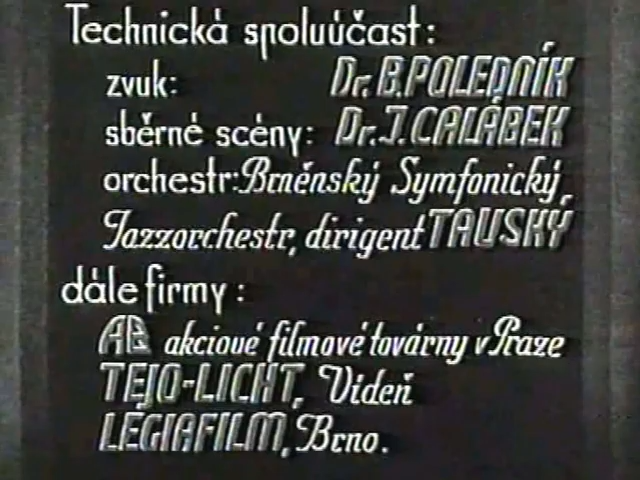 Technická spoluúčast:
zvuk: Dr. B. POLEDNÍK
sběrné scény: Dr. J. CALÁBEK
orchestr: Brněnský Symfonický
Jazzorchestr, dirigent TAUSKÝ
dále firmy:
AB akciové filmové továrny v Praze
TEJO-LICHT, Videň
LEGIAFILM, Brno.